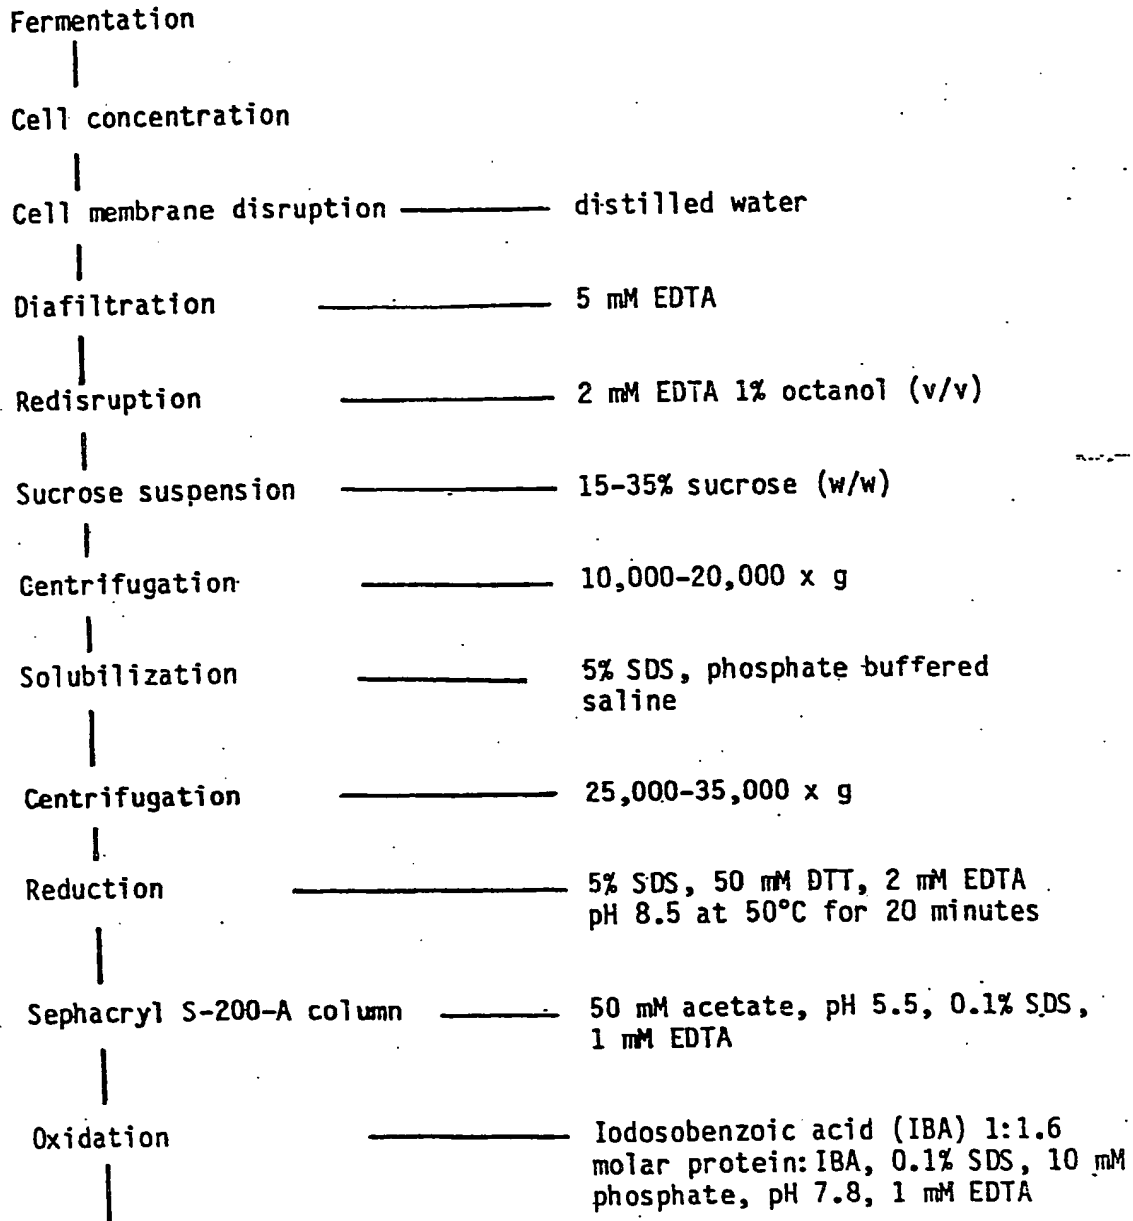 Fermentation
Cell concentration
Cell membrane disruption distilled water
Diafiltration 5 mM EDTA
Redisruption 2 mM EDTA 1% octanol (v/v)
Sucrose suspension 15-35% sucrose (w/w)
Centrifugation 10,000-20,000 x g
Solubilization 5% SDS, phosphate buffered
saline
Centrifugation 25,000-35,000 x g
Reduction 5% SDS, 50 mM DTT, 2 mM EDTA
pH 8.5 at 50°C for 20 minutes
Sephacryl S-200-A column 50 mM acetate, pH 5.5, 0.1% SDS,
1 mM EDTA
Oxidation Iodosobenzoic acid (IBA) 1:1.6
molar protein:IBA, 0.1% SDS, 10 mM
phosphate, pH 7.8, 1 mM EDTA